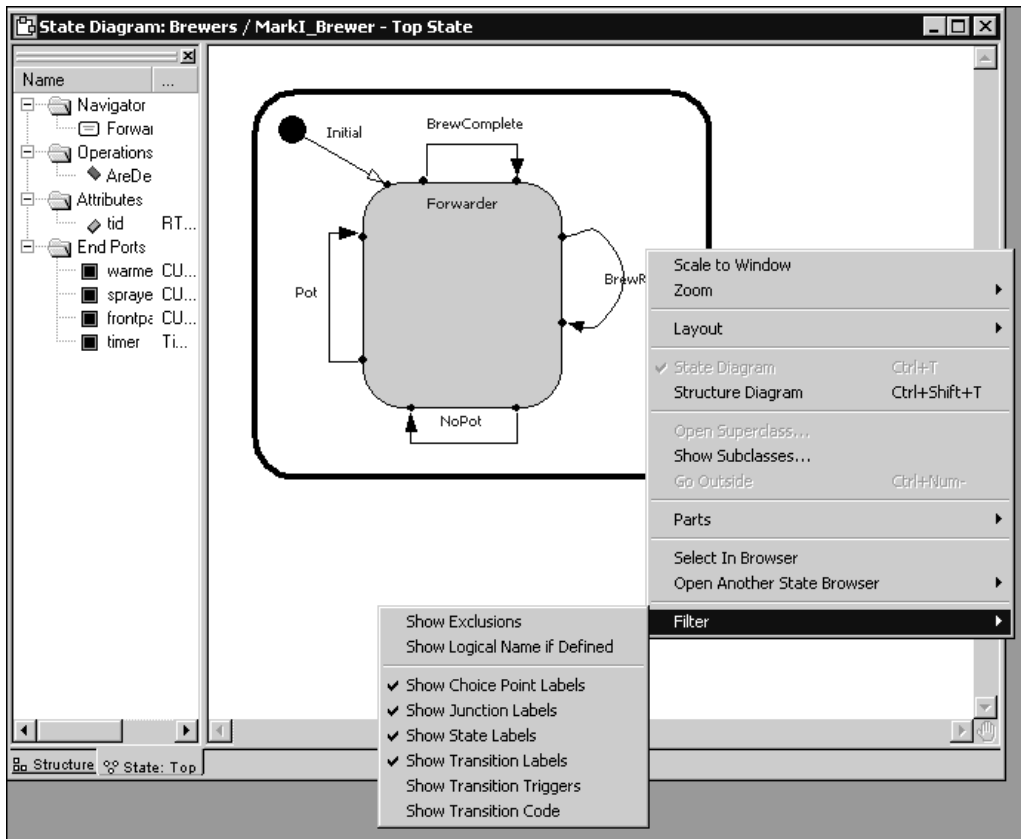 State Diagram: Brewers / MarkI_Brewer - Top State
Name ...
Navigator
Forwar
Operations
AreDe
Attributes
tid RT...
End Ports
warme CU...
spraye CU...
frontpa CU...
timer Ti...
Initial
BrewComplete
Forwarder
Pot
BrewR
NoPot
Scale to Window
Zoom
Layout
State Diagram Ctrl+T
Structure Diagram Ctrl+Shift+T
Open Superclass...
Show Subclasses...
Go Outside Ctrl+Num-
Parts
Select In Browser
Open Another State Browser
Filter
Show Exclusions
Show Logical Name if Defined
Show Choice Point Labels
Show Junction Labels
Show State Labels
Show Transition Labels
Show Transition Triggers
Show Transition Code
Structure State: Top